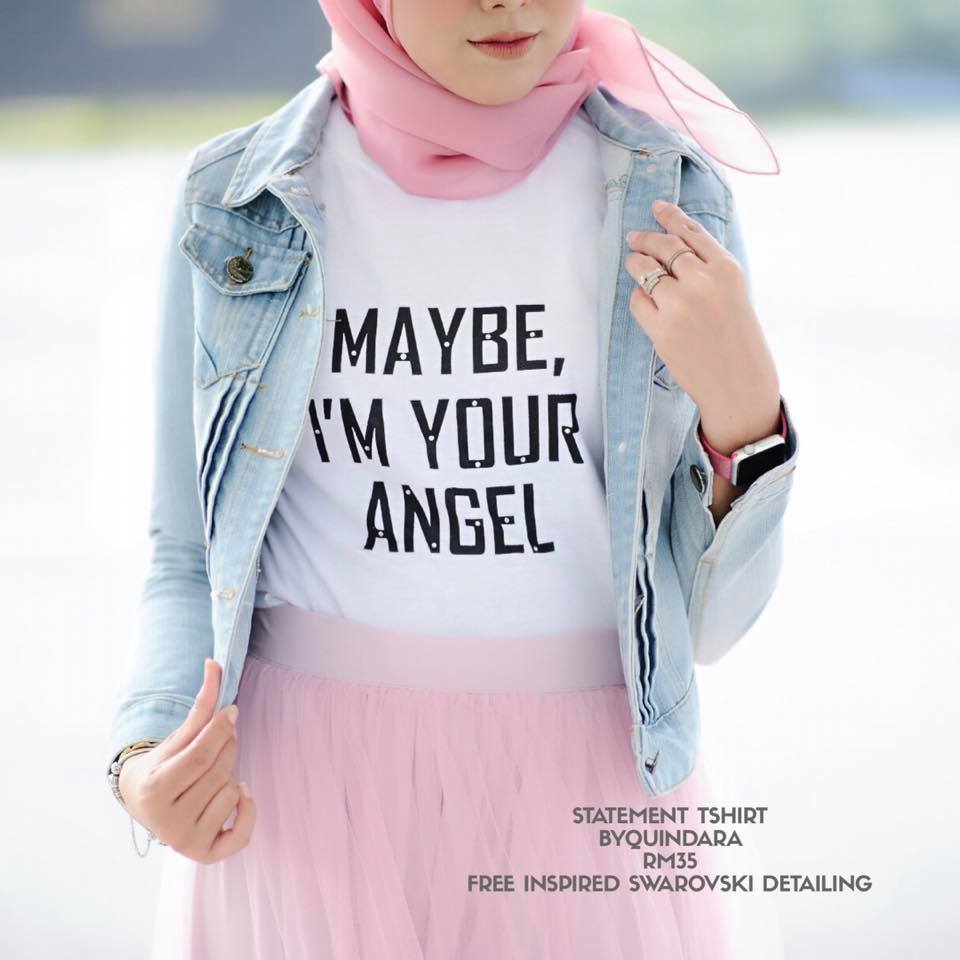 MAYBE,
I'M YOUR
ANGEL
STATEMENT TSHIRT
BYQUINDARA
RM35
FREE INSPIRED SWAROVSKI DETAILING